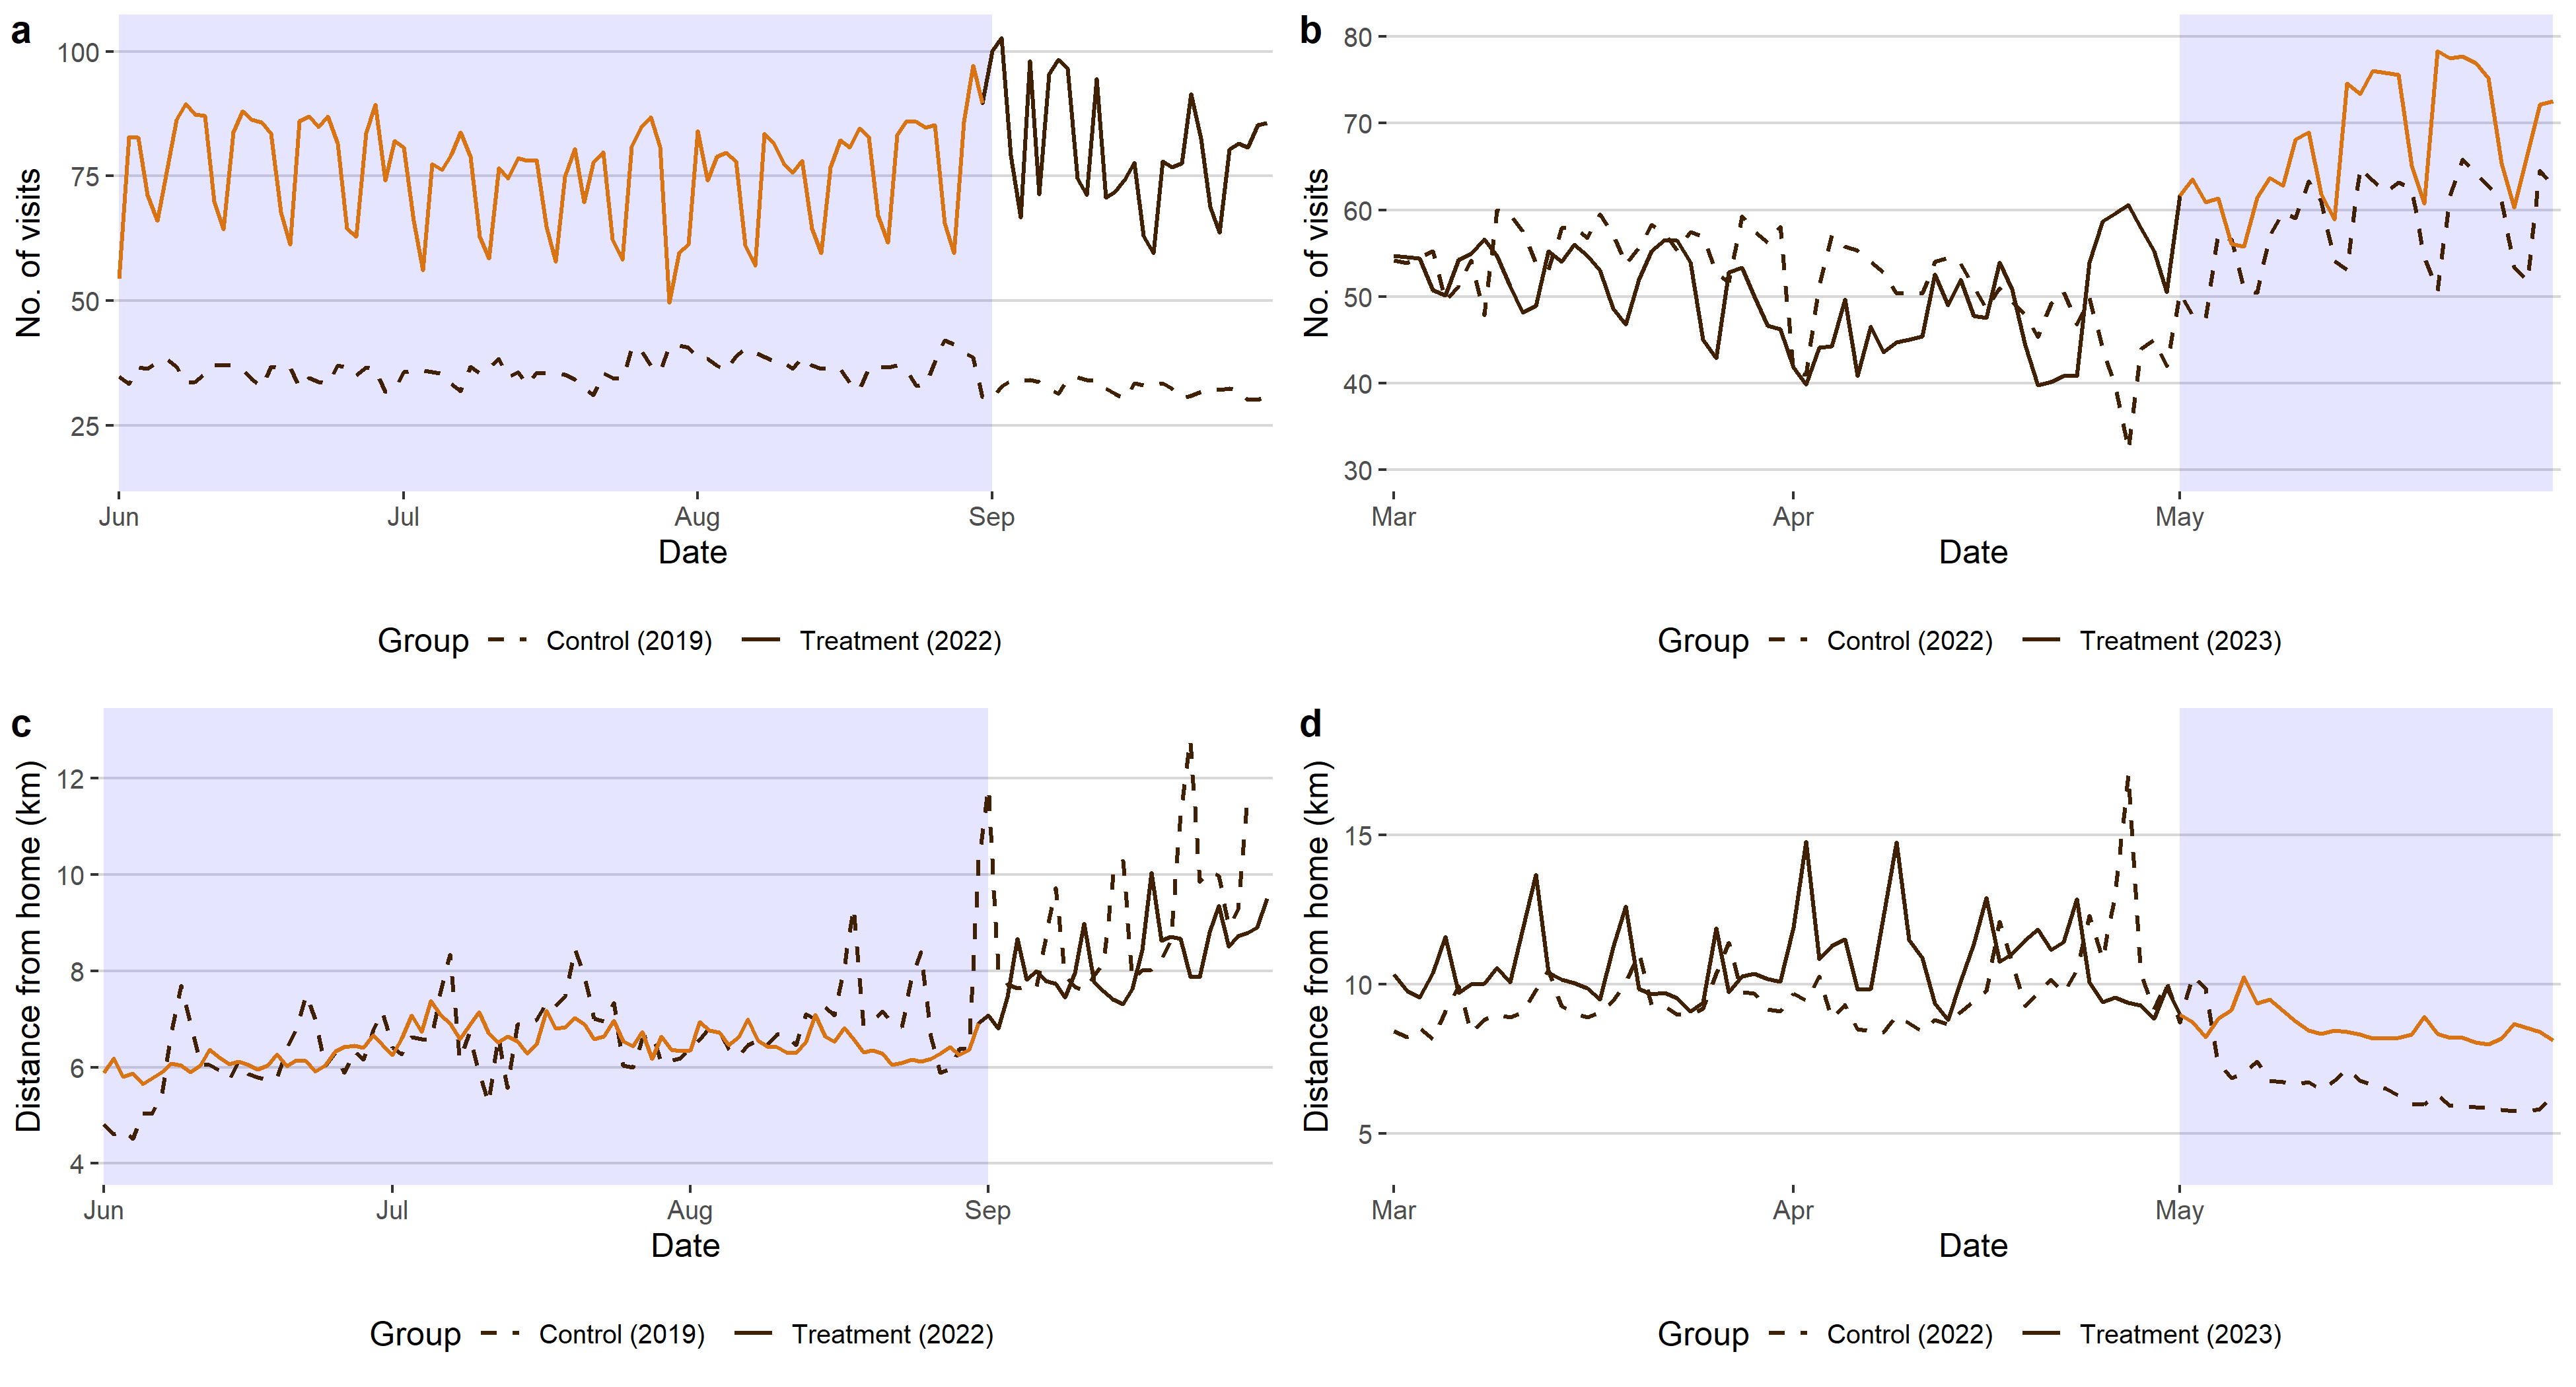 a
No. of visits
100
75
50
25
Jun Jul Aug Sep
Date
Group Control (2019) Treatment (2022)
b
No. of visits
80
70
60
50
40
30
Mar Apr May
Date
Group Control (2022) Treatment (2023)
c
Distance from home (km)
12
10
8
6
4
Jun Jul Aug Sep
Date
Group Control (2019) Treatment (2022)
d
Distance from home (km)
15
10
5
Mar Apr May
Date
Group Control (2022) Treatment (2023)